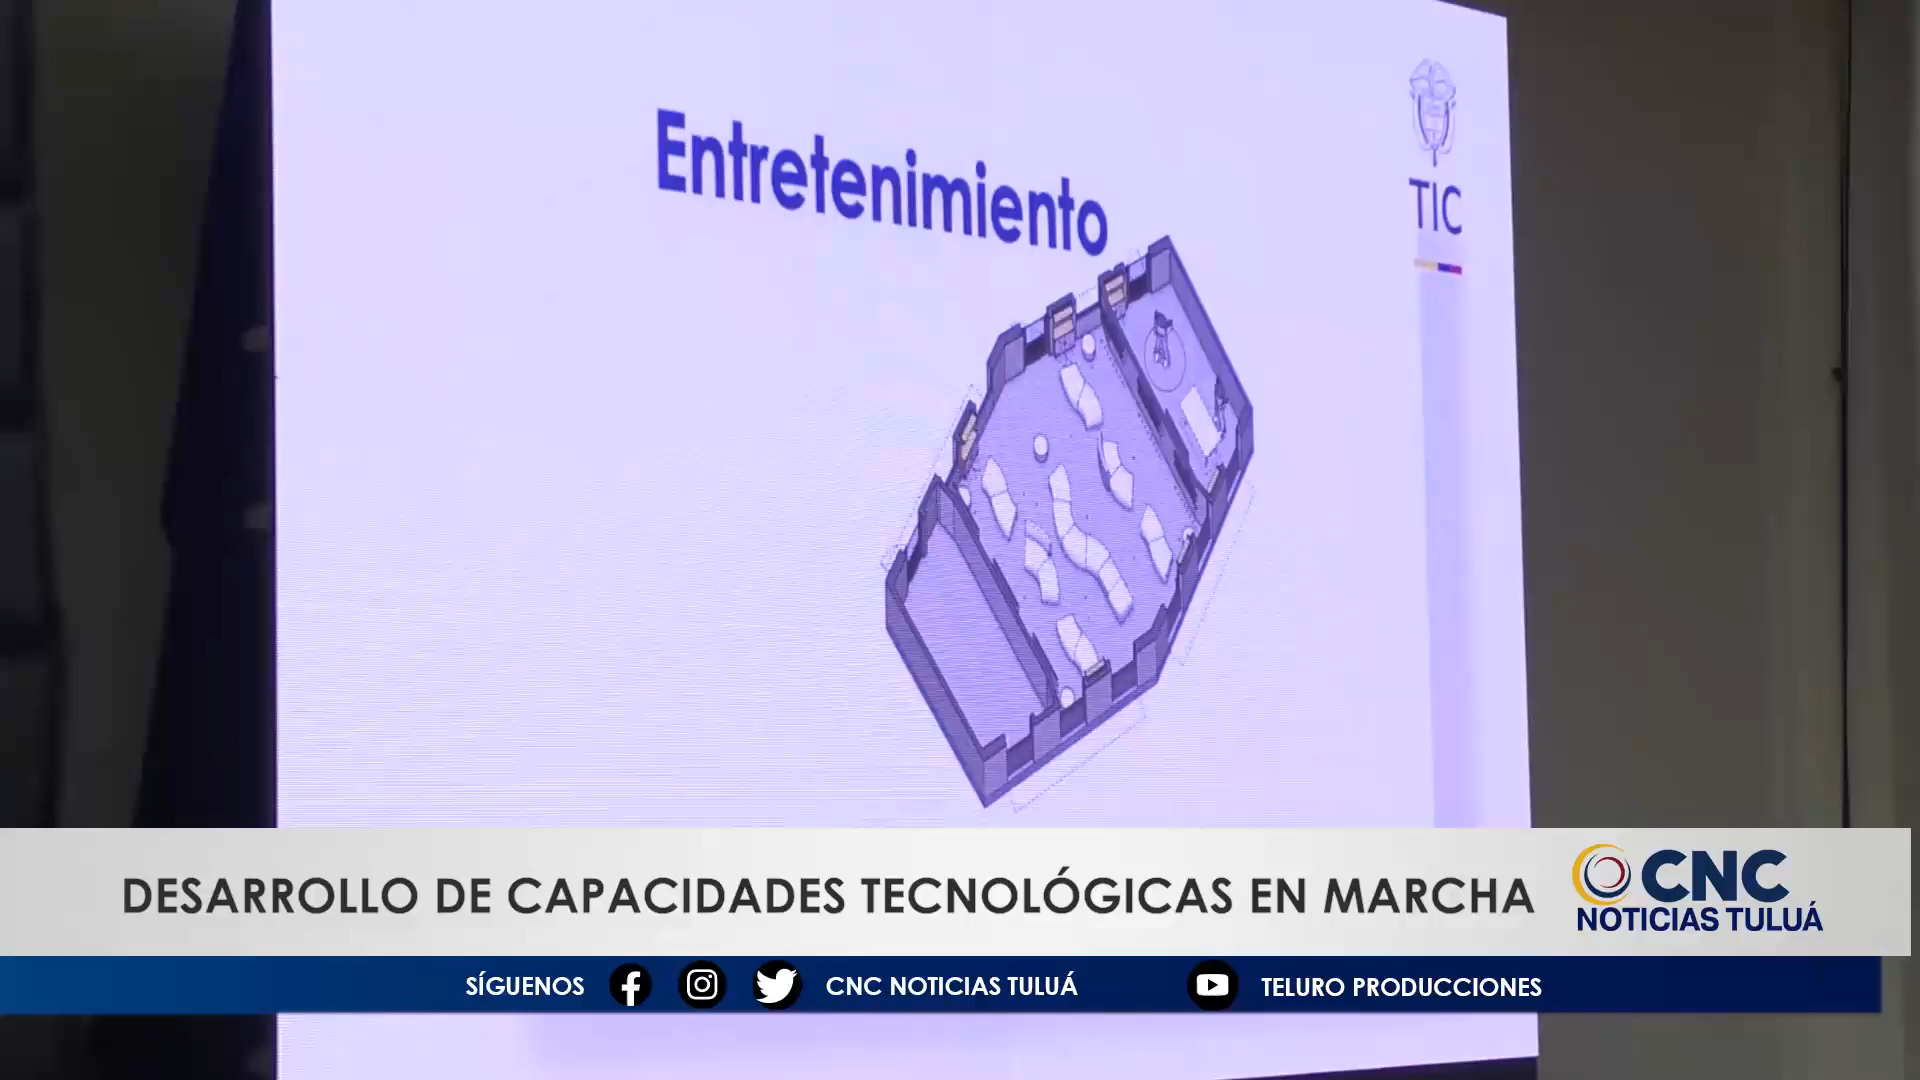 Entretenimiento
TIC
DESARROLLO DE CAPACIDADES TECNOLÓGICAS EN MARCHA
CNC
NOTICIAS TULUÁ
SÍGUENOS
CNC NOTICIAS TULUÁ
TELURO PRODUCCIONES